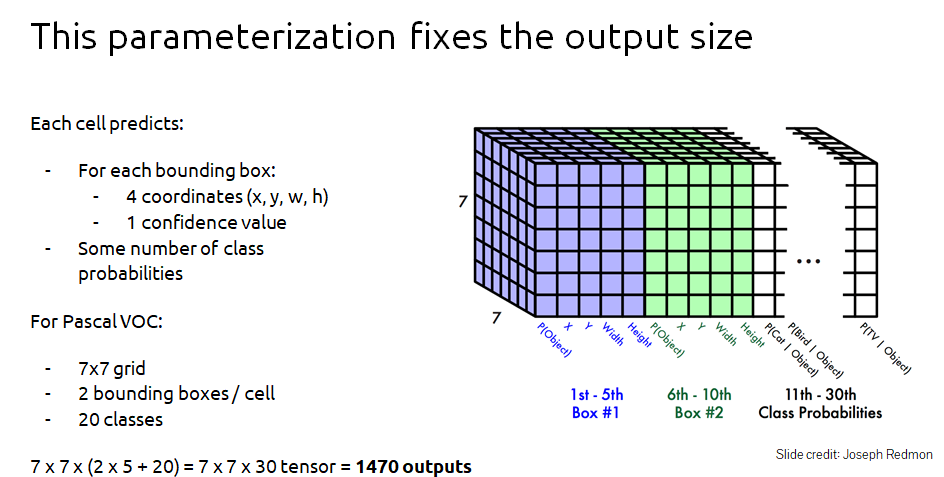 This parameterization fixes the output size
Each cell predicts:
- For each bounding box:
- 4 coordinates (x, y, w, h)
- 1 confidence value
- Some number of class
probabilities
For Pascal VOC:
- 7x7 grid
- 2 bounding boxes / cell
- 20 classes
7 x 7 x (2 x 5 + 20) = 7 x 7 x 30 tensor = 1470 outputs
7
7
...
P(Object)
X
Y
Width
Height
P(Object)
X
Y
Width
Height
P(Cat | Object)
P(Bird | Object)
P(TV | Object)
1st - 5th
Box #1
6th - 10th
Box #2
11th - 30th
Class Probabilities
Slide credit: Joseph Redmon